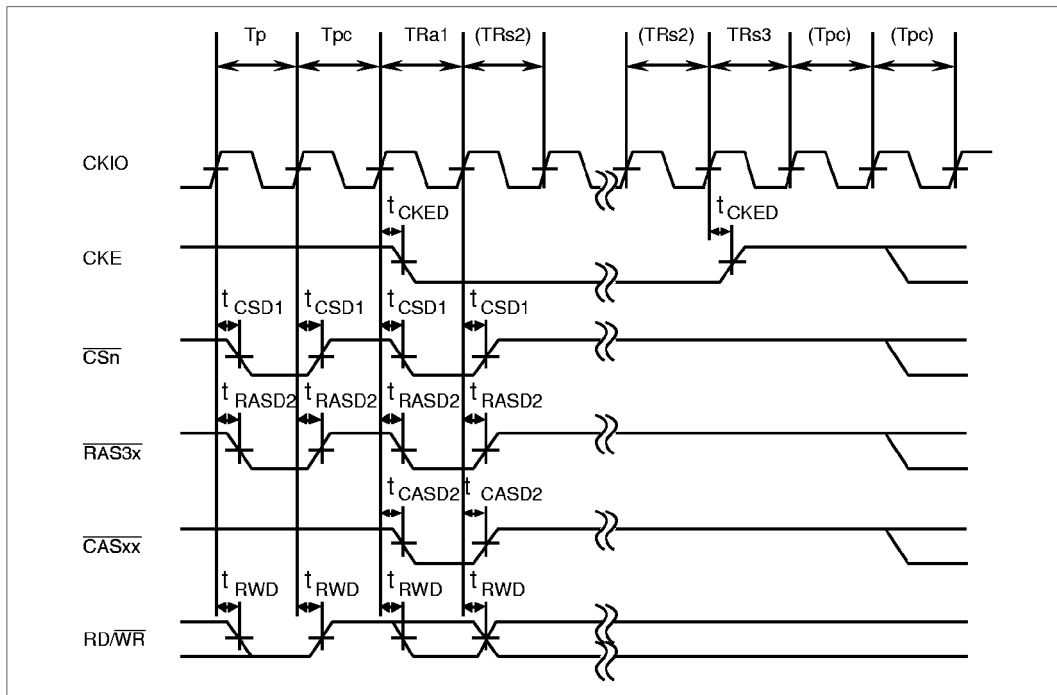 Tp Tpc TRa1 (TRs2) (TRs2) TRs3 (Tpc) (Tpc)
CKIO
tCKED tCKED
CKE
tCSD1 tCSD1 tCSD1 tCSD1
CSn
tRASD2 tRASD2 tRASD2 tRASD2
RAS3x
tCASD2 tCASD2
CASxx
tRWD tRWD tRWD tRWD
RD/WR